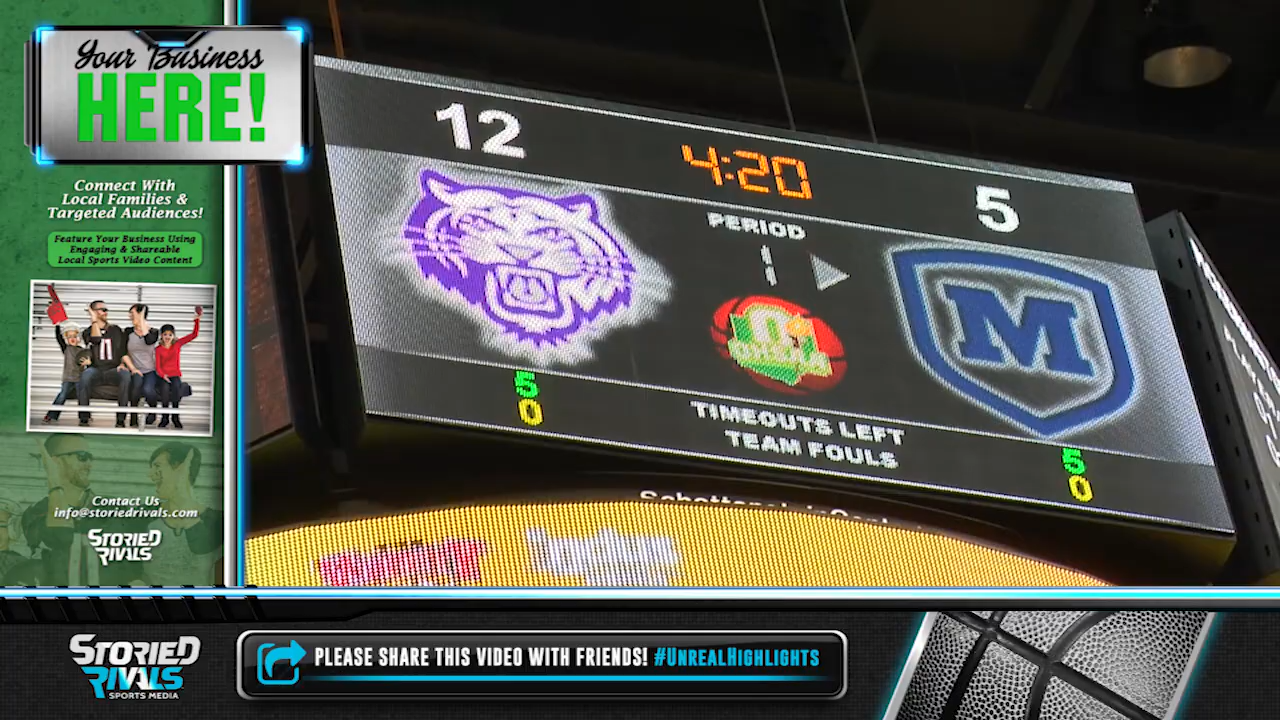 Your Business
HERE!
Connect With
Local Families &
Targeted Audiences!
Feature Your Business Using
Engaging & Shareable
Local Sports Video Content
Contact Us
info@storiedrivals.com
STORIED
RIVALS
12
4:20
5
PERIOD
1
M
5
0
TIMEOUTS LEFT
TEAM FOULS
5
0
STORIED
RIVALS
SPORTS MEDIA
PLEASE SHARE THIS VIDEO WITH FRIENDS! #UNREALHIGHLIGHTS